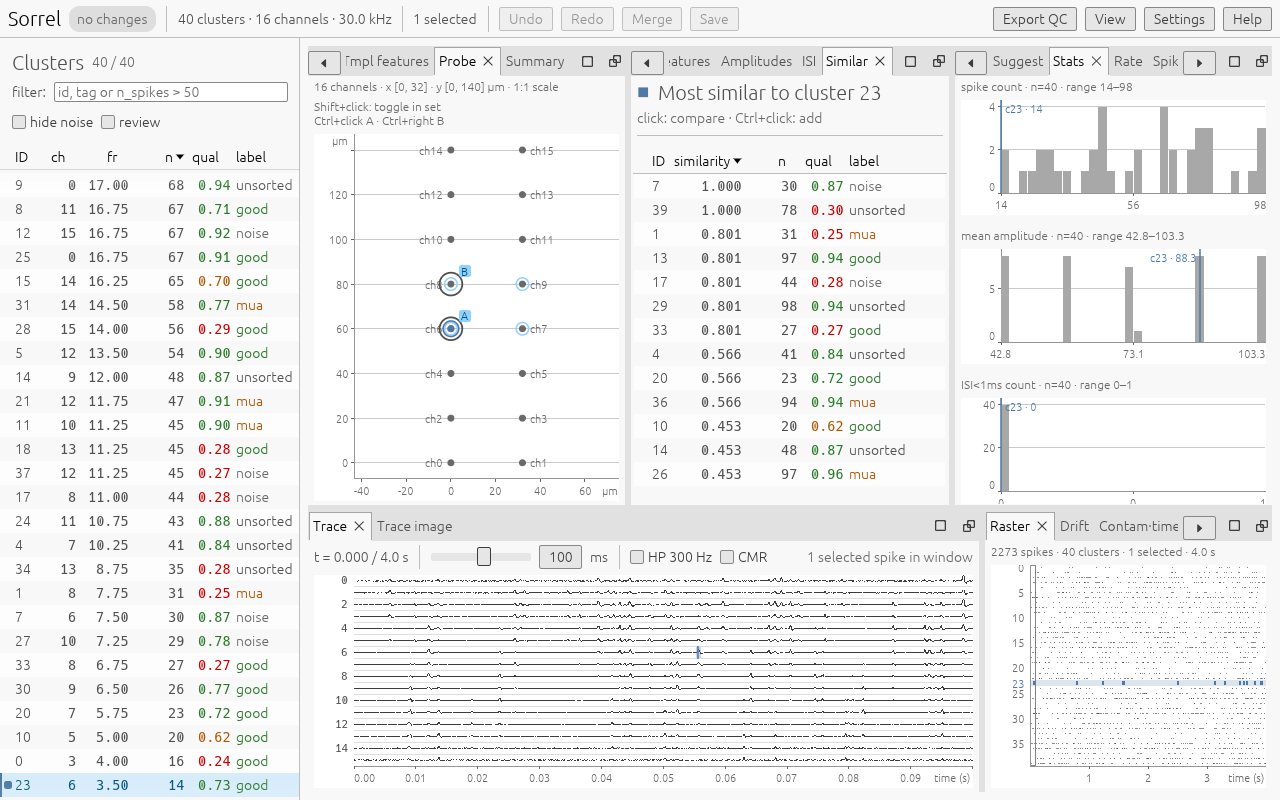 Sorrel no changes 40 clusters · 16 channels · 30.0 kHz 1 selected Undo Redo Merge Save Export QC View Settings Help
Clusters 40 / 40
filter: id, tag or n_spikes > 50
hide noise review
ID ch fr n qual label
9 0 17.00 68 0.94 unsorted
8 11 16.75 67 0.71 good
12 15 16.75 67 0.92 noise
25 0 16.75 67 0.91 good
15 14 16.25 65 0.70 good
31 14 14.50 58 0.77 mua
28 15 14.00 56 0.29 good
5 12 13.50 54 0.90 good
14 9 12.00 48 0.87 unsorted
21 12 11.75 47 0.91 mua
11 10 11.25 45 0.90 mua
18 13 11.25 45 0.28 good
37 12 11.25 45 0.27 noise
17 8 11.00 44 0.28 noise
24 11 10.75 43 0.88 unsorted
4 7 10.25 41 0.84 unsorted
34 13 8.75 35 0.28 unsorted
1 8 7.75 31 0.25 mua
7 6 7.50 30 0.87 noise
27 10 7.25 29 0.78 noise
33 8 6.75 27 0.27 good
30 9 6.50 26 0.77 good
20 7 5.75 23 0.72 good
10 5 5.00 20 0.62 good
0 3 4.00 16 0.24 good
23 6 3.50 14 0.73 good
Tmpl features Probe Summary
16 channels · x [0, 32] · y [0, 140] µm · 1:1 scale
Shift+click: toggle in set
Ctrl+click A · Ctrl+right B
µm
ch14 ch15
120 ch12 ch13
100 ch10 ch11
B
80 ch8 ch9
A
60 ch6 ch7
40 ch4 ch5
20 ch2 ch3
0 ch0 ch1
-40 -20 0 20 40 60 µm
eatures Amplitudes ISI Similar
Most similar to cluster 23
click: compare · Ctrl+click: add
ID similarity n qual label
7 1.000 30 0.87 noise
39 1.000 78 0.30 unsorted
1 0.801 31 0.25 mua
13 0.801 97 0.94 good
17 0.801 44 0.28 noise
29 0.801 98 0.94 unsorted
33 0.801 27 0.27 good
4 0.566 41 0.84 unsorted
20 0.566 23 0.72 good
36 0.566 94 0.94 mua
10 0.453 20 0.62 good
14 0.453 48 0.87 unsorted
26 0.453 97 0.96 mua
Suggest Stats Rate Spik
spike count · n=40 · range 14–98
4 c23 · 14
2
0
14 56 98
mean amplitude · n=40 · range 42.8–103.3
c23 · 88.3
5
0
42.8 73.1 103.3
ISI<1ms count · n=40 · range 0–1
40 c23 · 0
20
0
0 0 1
Trace Trace image
t = 0.000 / 4.0 s 100 ms HP 300 Hz CMR 1 selected spike in window
0
2
4
6
8
10
12
14
0.00 0.01 0.02 0.03 0.04 0.05 0.06 0.07 0.08 0.09 time (s)
Raster Drift Contam-time
2273 spikes · 40 clusters · 1 selected · 4.0 s
0
5
10
15
20
23
25
30
35
1 2 3 time (s)